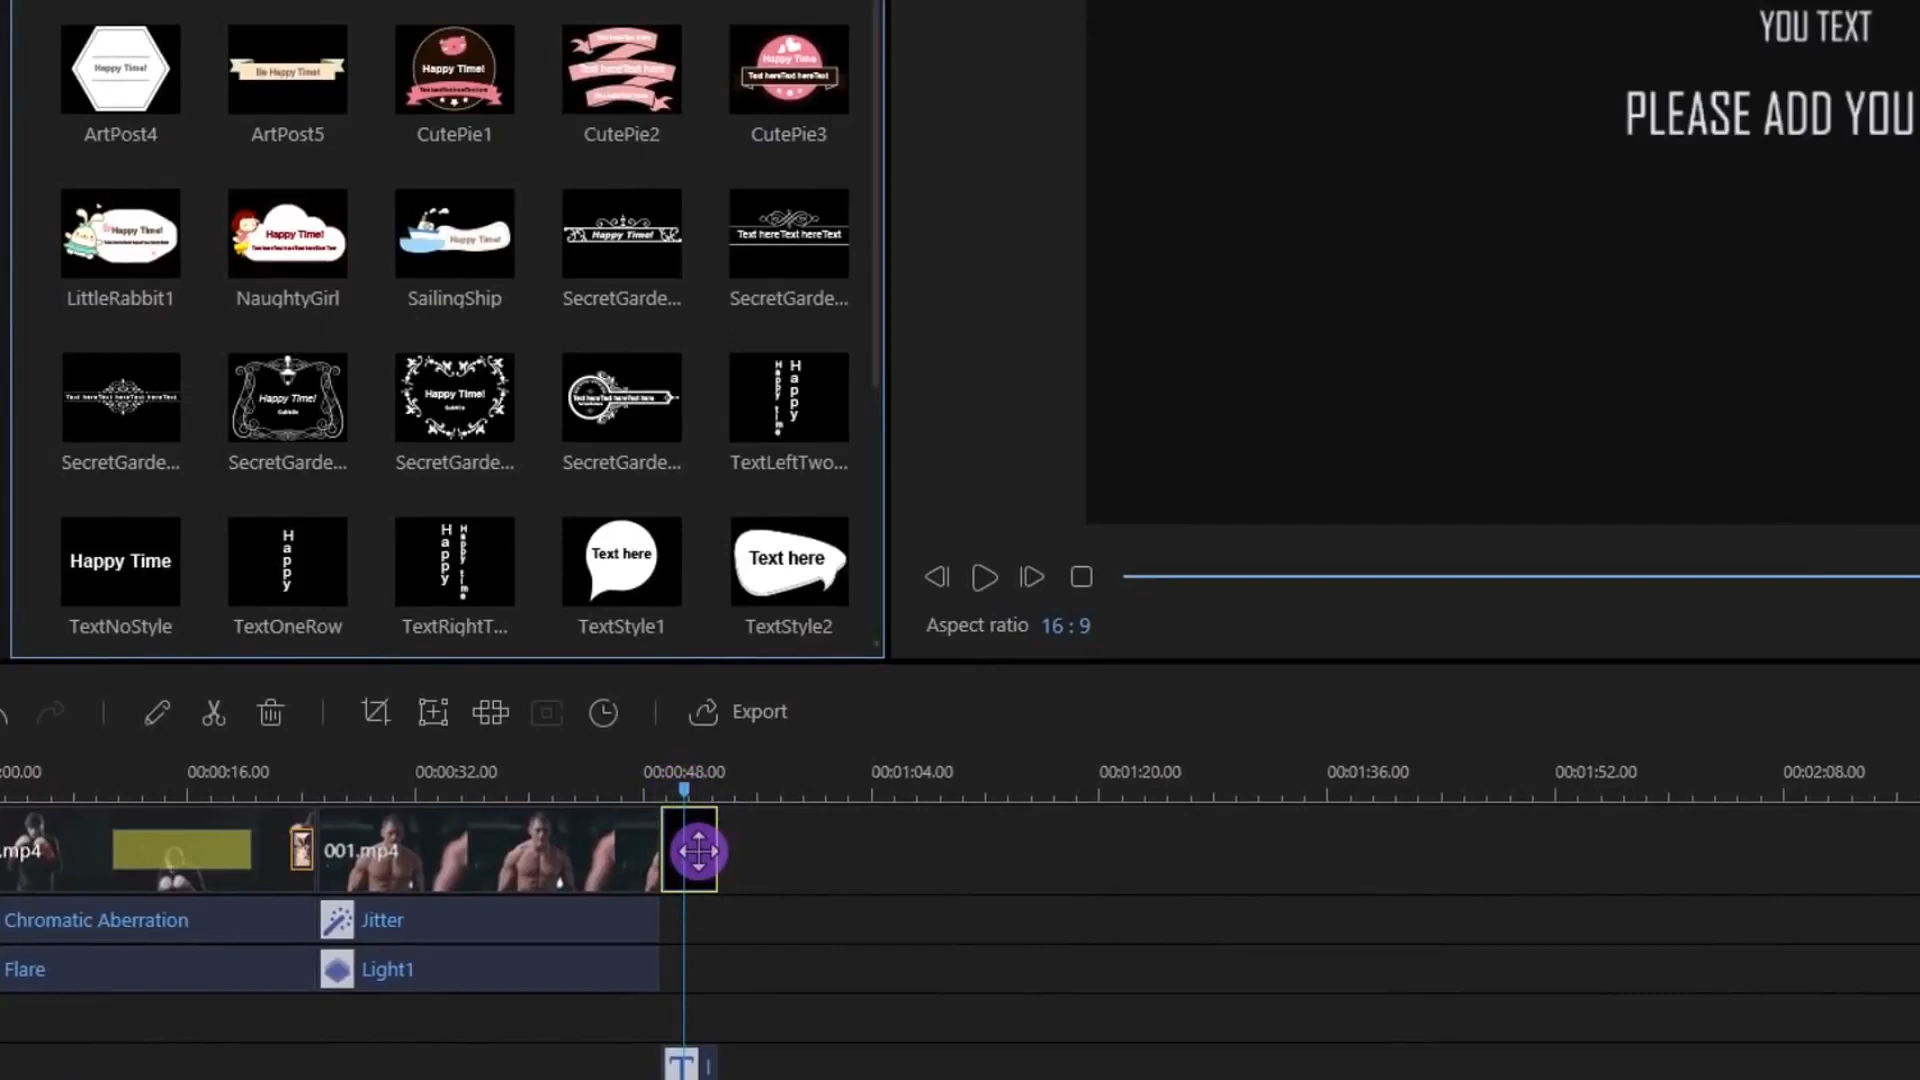 YOU TEXT
PLEASE ADD YOU
Happy Time!
Be Happy Time!
Happy Time!
Text hereText here
Happy Time
Text hereText hereText
ArtPost4
ArtPost5
CutePie1
CutePie2
CutePie3
Happy Time!
Happy Time!
Happy Time!
Happy Time!
Text hereText hereText
LittleRabbit1
NaughtyGirl
SailingShip
SecretGarde...
SecretGarde...
Text hereText hereText hereText
Happy Time!
Subtitle
Happy Time!
Subtitle
Text hereText hereText here
Happy time
Happy
SecretGarde...
SecretGarde...
SecretGarde...
SecretGarde...
TextLeftTwo...
Happy Time
Happy
Happy
Happy time
Text here
Text here
TextNoStyle
TextOneRow
TextRightT...
TextStyle1
TextStyle2
Aspect ratio 16 : 9
Export
:00.00
00:00:16.00
00:00:32.00
00:00:48.00
00:01:04.00
00:01:20.00
00:01:36.00
00:01:52.00
00:02:08.00
.mp4
001.mp4
Chromatic Aberration
Jitter
Flare
Light1
T